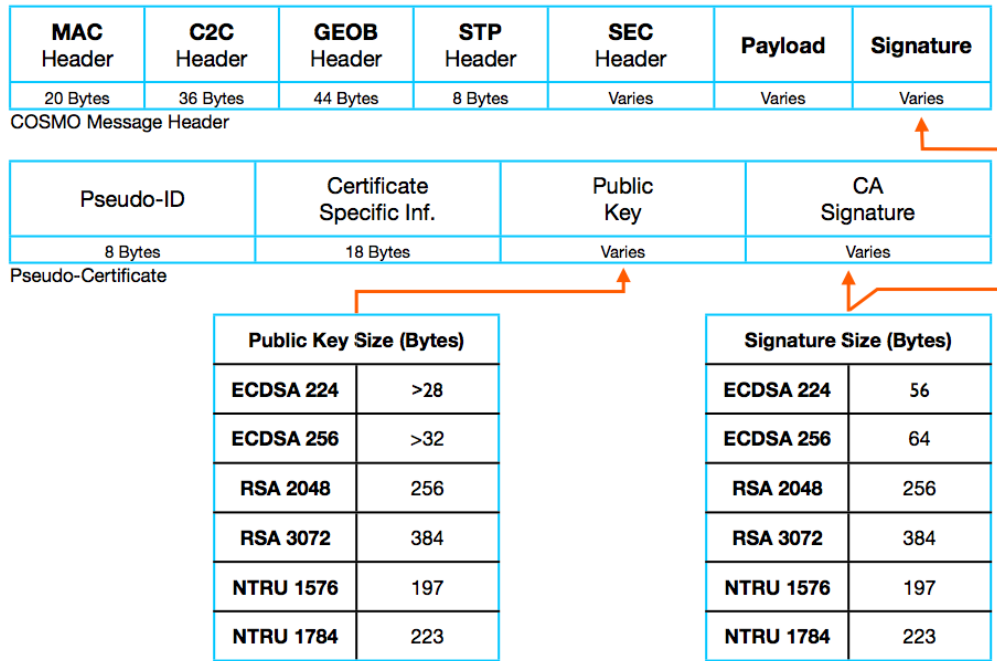 MAC C2C GEOB STP SEC Payload Signature
Header Header Header Header Header
20 Bytes 36 Bytes 44 Bytes 8 Bytes Varies Varies Varies
COSMO Message Header
Pseudo-ID Certificate Public CA
Specific Inf. Key Signature
8 Bytes 18 Bytes Varies Varies
Pseudo-Certificate
Public Key Size (Bytes) Signature Size (Bytes)
ECDSA 224 >28 ECDSA 224 56
ECDSA 256 >32 ECDSA 256 64
RSA 2048 256 RSA 2048 256
RSA 3072 384 RSA 3072 384
NTRU 1576 197 NTRU 1576 197
NTRU 1784 223 NTRU 1784 223